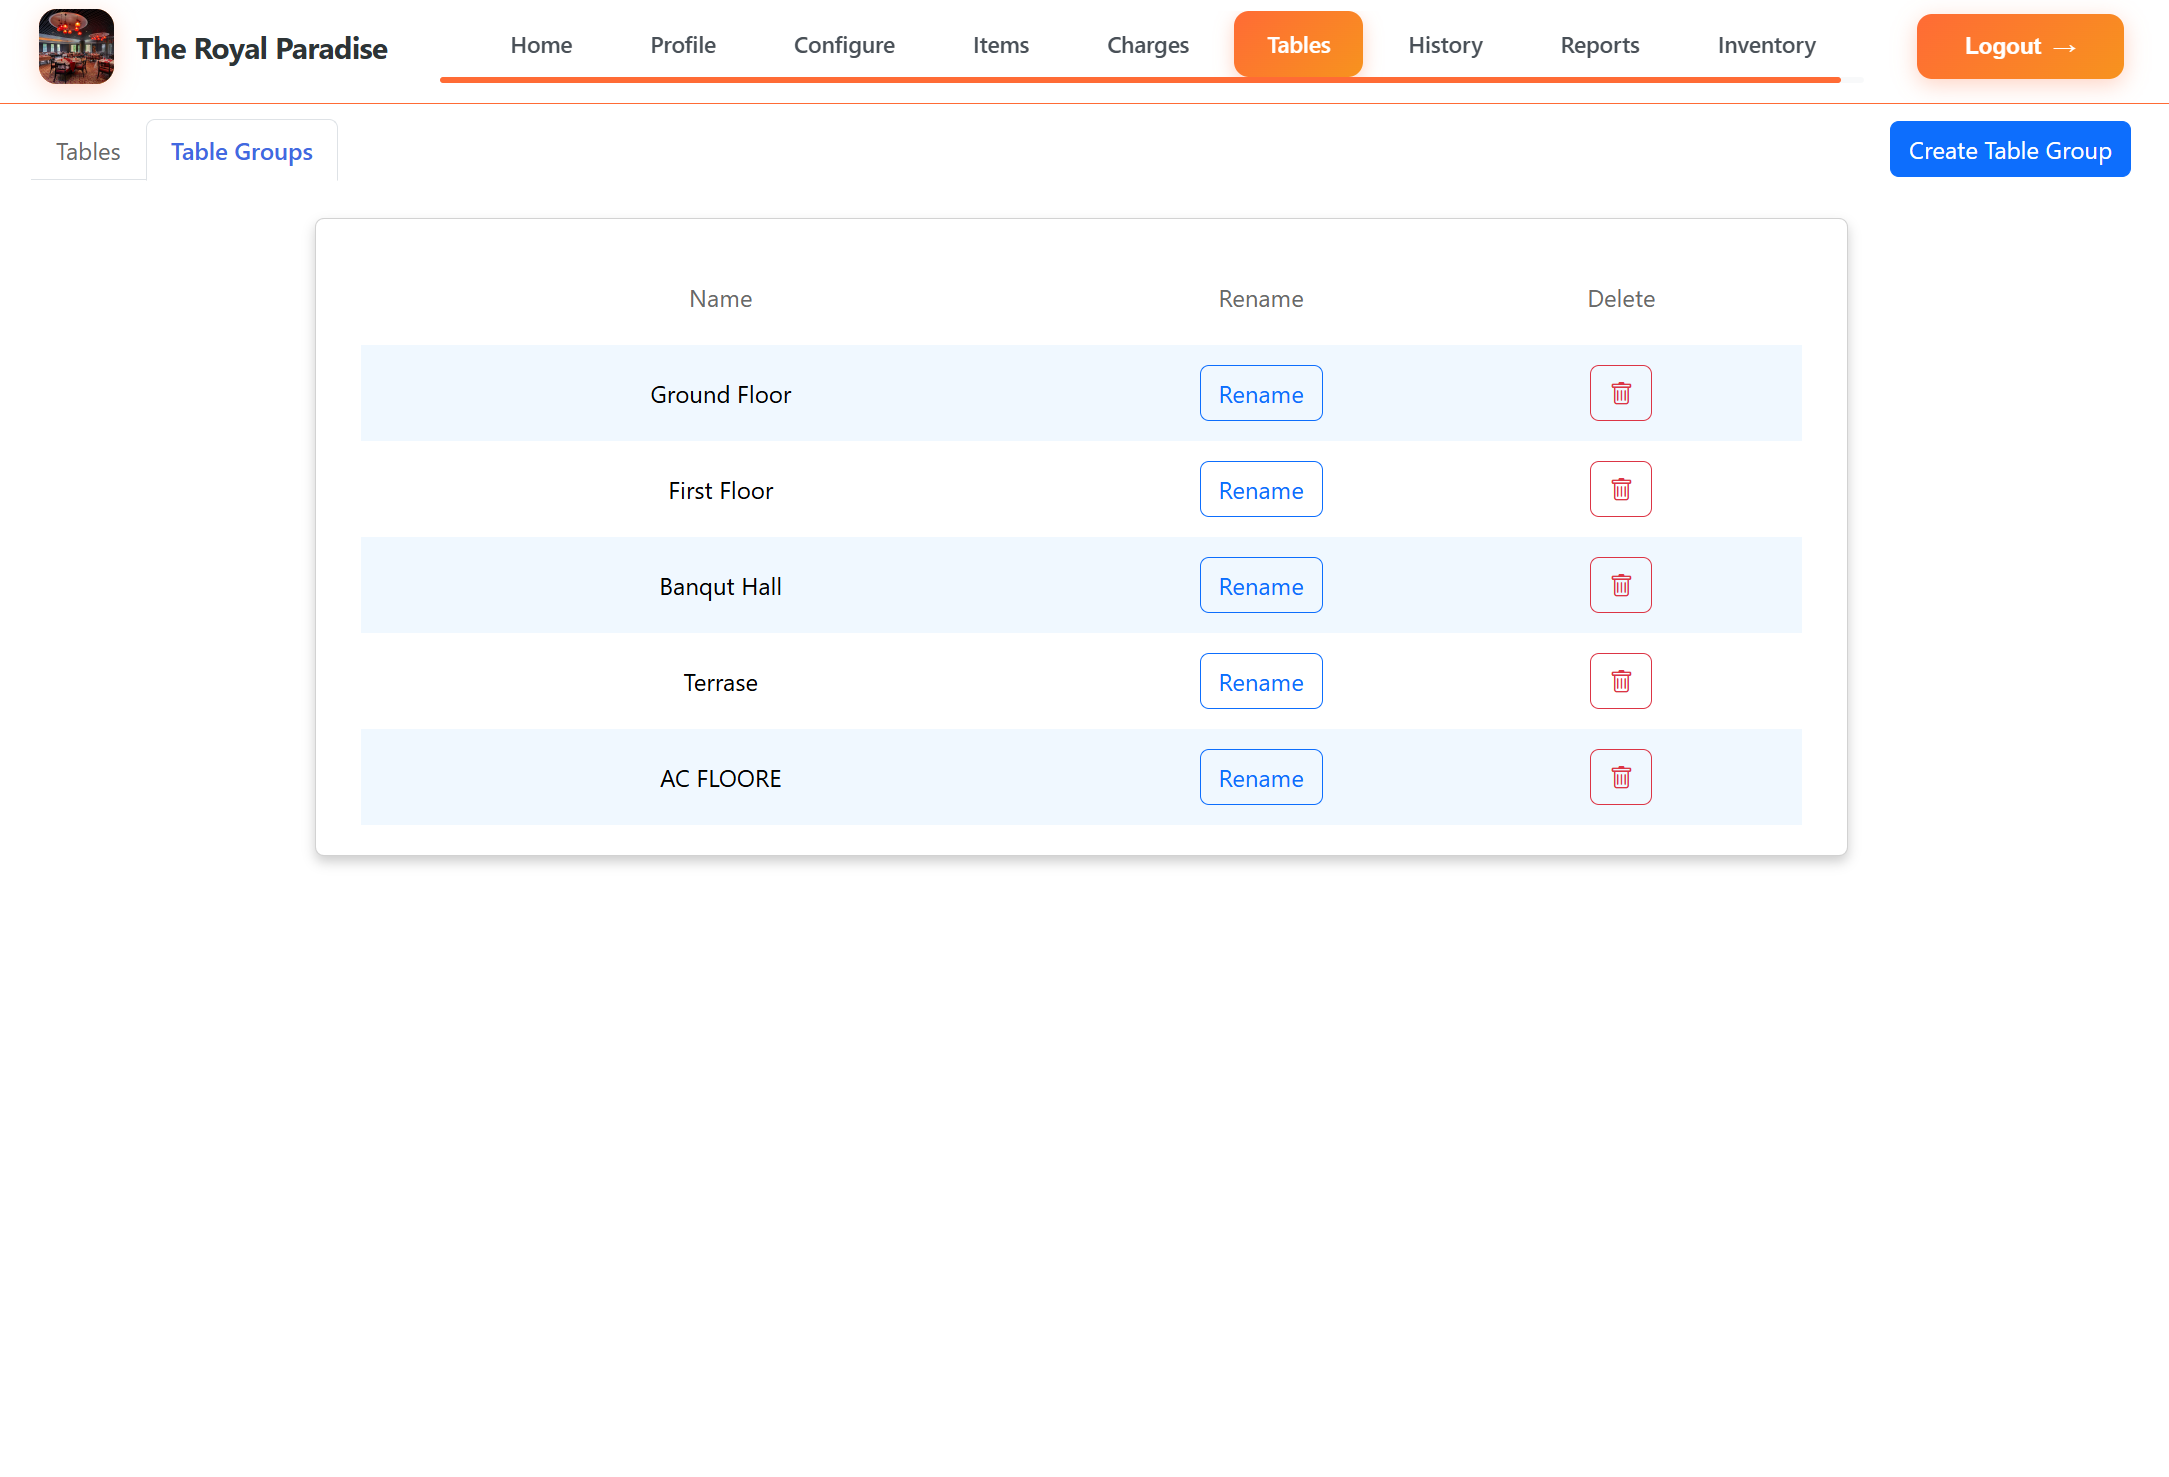 The Royal Paradise
Home Profile Configure Items Charges Tables History Reports Inventory
Logout →
Tables Table Groups
Create Table Group
Name Rename Delete
Ground Floor Rename
First Floor Rename
Banqut Hall Rename
Terrase Rename
AC FLOORE Rename